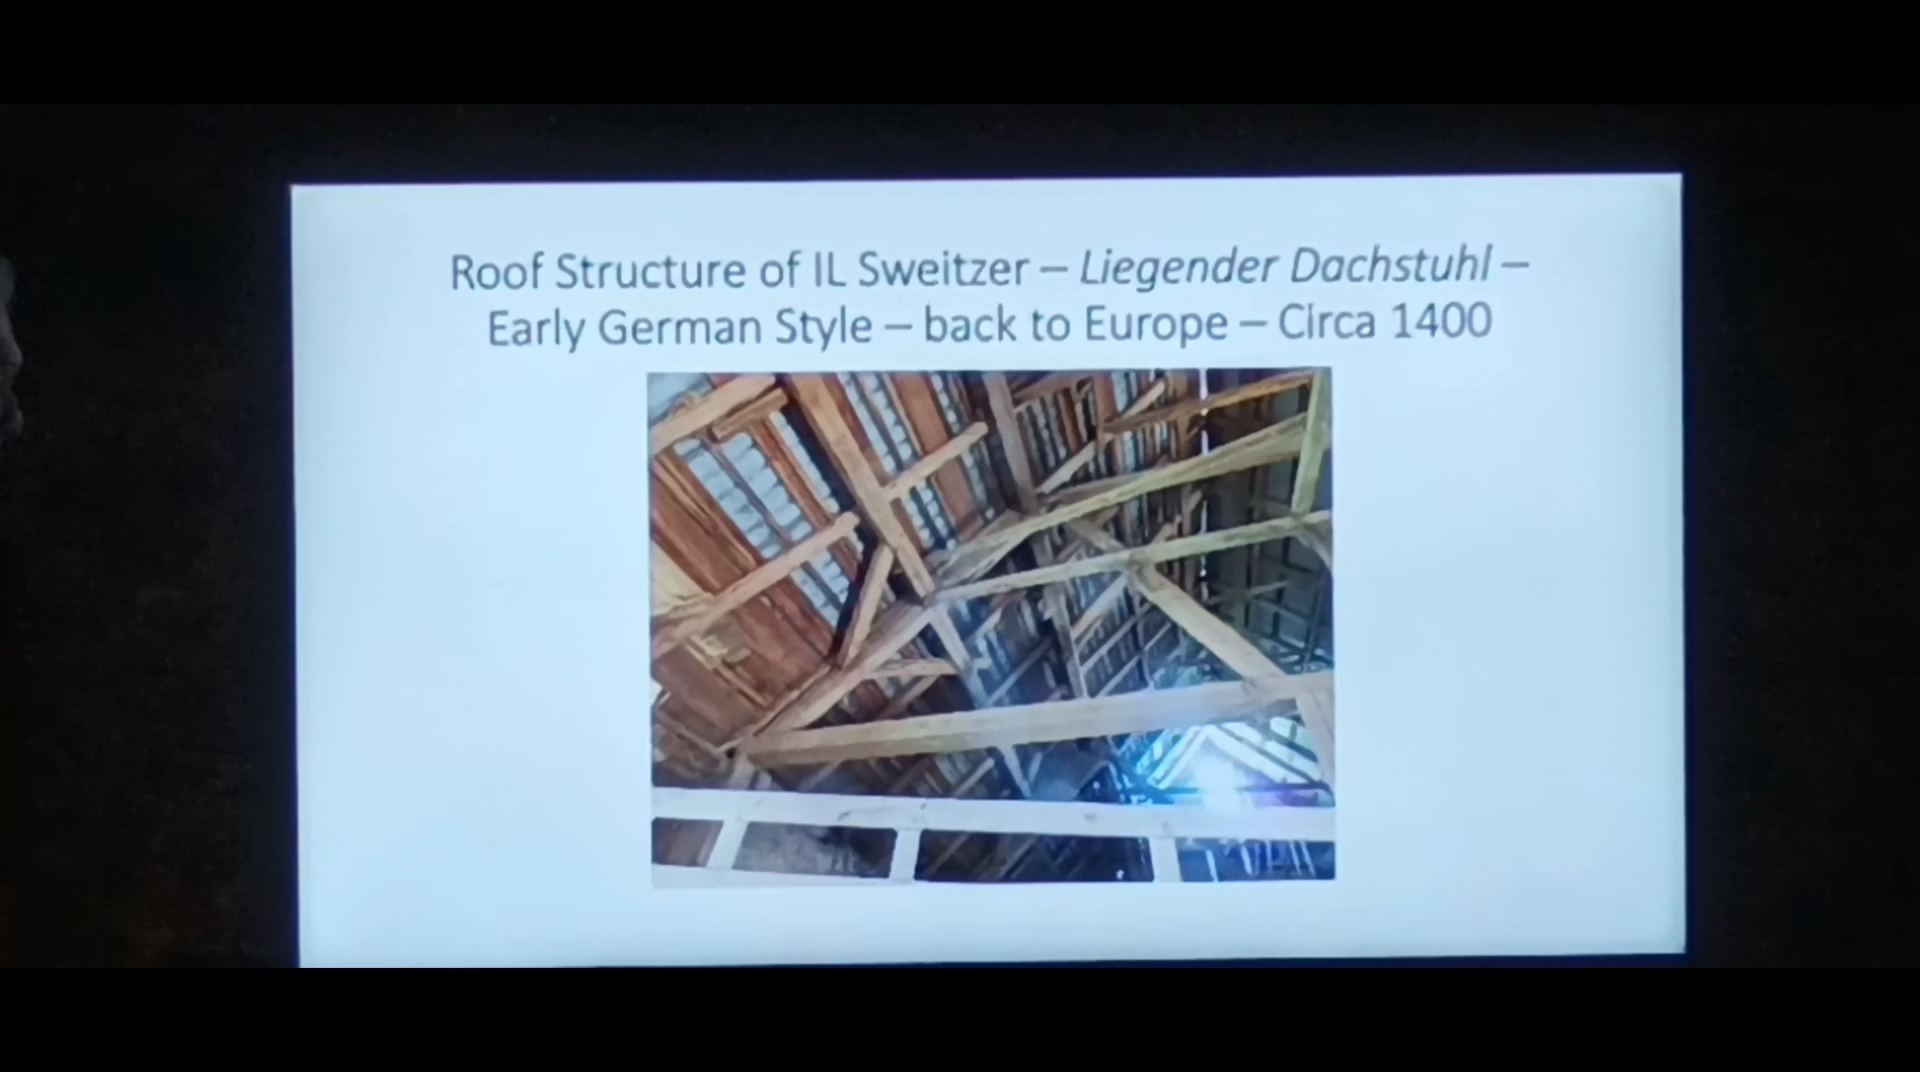 Roof Structure of IL Sweitzer – Liegender Dachstuhl –
Early German Style – back to Europe – Circa 1400